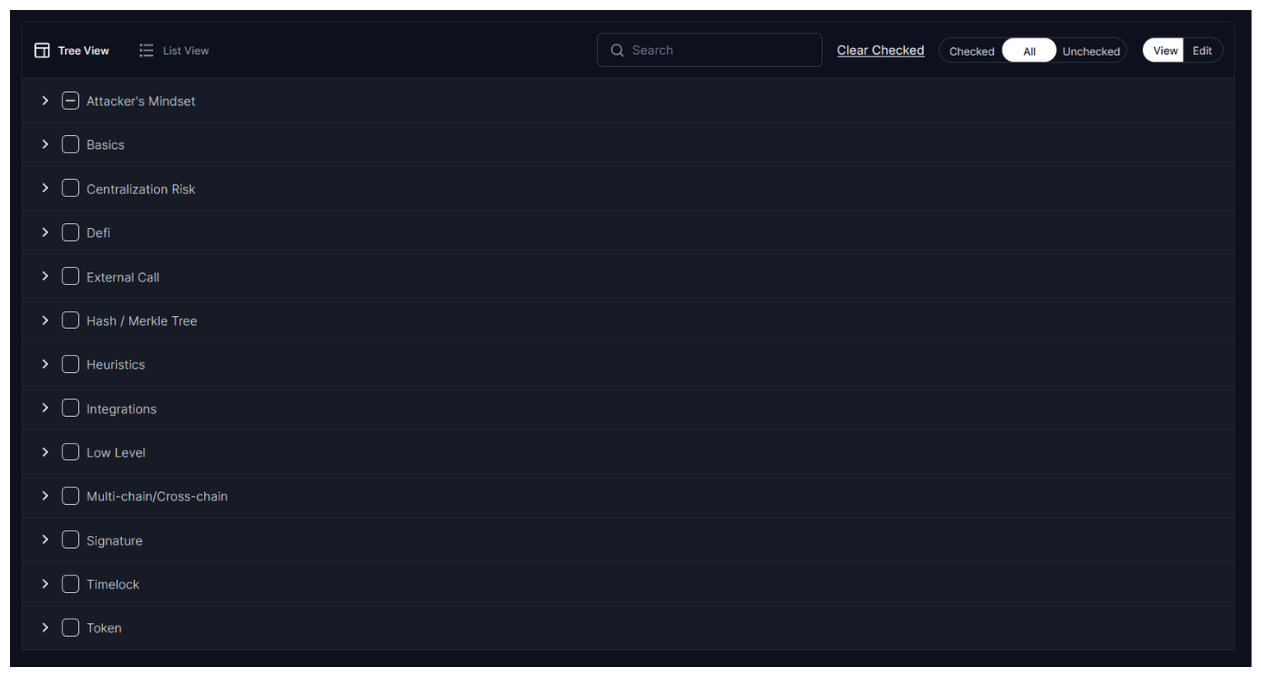 Tree View List View Search Clear Checked Checked All Unchecked View Edit
Attacker's Mindset
Basics
Centralization Risk
Defi
External Call
Hash / Merkle Tree
Heuristics
Integrations
Low Level
Multi-chain/Cross-chain
Signature
Timelock
Token